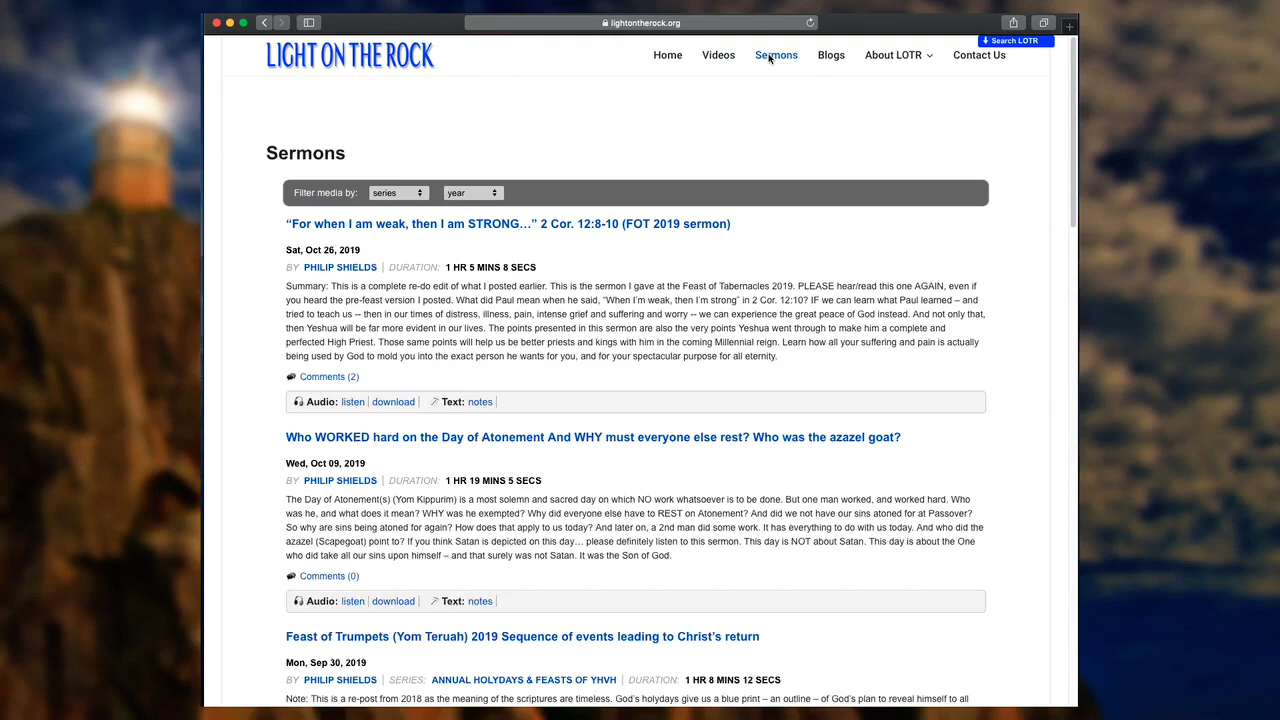 lightontherock.org
Search LOTR
LIGHT ON THE ROCK
Home Videos Sermons Blogs About LOTR Contact Us
Sermons
Filter media by: series year
“For when I am weak, then I am STRONG…” 2 Cor. 12:8-10 (FOT 2019 sermon)
Sat, Oct 26, 2019
BY PHILIP SHIELDS | DURATION: 1 HR 5 MINS 8 SECS
Summary: This is a complete re-do edit of what I posted earlier. This is the sermon I gave at the Feast of Tabernacles 2019. PLEASE hear/read this one AGAIN, even if
you heard the pre-feast version I posted. What did Paul mean when he said, “When I’m weak, then I’m strong” in 2 Cor. 12:10? IF we can learn what Paul learned – and
tried to teach us -- then in our times of distress, illness, pain, intense grief and suffering and worry -- we can experience the great peace of God instead. And not only that,
then Yeshua will be far more evident in our lives. The points presented in this sermon are also the very points Yeshua went through to make him a complete and
perfected High Priest. Those same points will help us be better priests and kings with him in the coming Millennial reign. Learn how all your suffering and pain is actually
being used by God to mold you into the exact person he wants for you, and for your spectacular purpose for all eternity.
Comments (2)
Audio: listen | download | Text: notes |
Who WORKED hard on the Day of Atonement And WHY must everyone else rest? Who was the azazel goat?
Wed, Oct 09, 2019
BY PHILIP SHIELDS | DURATION: 1 HR 19 MINS 5 SECS
The Day of Atonement(s) (Yom Kippurim) is a most solemn and sacred day on which NO work whatsoever is to be done. But one man worked, and worked hard. Who
was he, and what does it mean? WHY was he exempted? Why did everyone else have to REST on Atonement? And did we not have our sins atoned for at Passover?
So why are sins being atoned for again? How does that apply to us today? And later on, a 2nd man did some work. It has everything to do with us today. And who did the
azazel (Scapegoat) point to? If you think Satan is depicted on this day… please definitely listen to this sermon. This day is NOT about Satan. This day is about the One
who did take all our sins upon himself – and that surely was not Satan. It was the Son of God.
Comments (0)
Audio: listen | download | Text: notes |
Feast of Trumpets (Yom Teruah) 2019 Sequence of events leading to Christ’s return
Mon, Sep 30, 2019
BY PHILIP SHIELDS | SERIES: ANNUAL HOLYDAYS & FEASTS OF YHVH | DURATION: 1 HR 8 MINS 12 SECS
Note: This is a re-post from 2018 as the meaning of the scriptures are timeless. God’s holydays give us a blue print – an outline – of God’s plan to reveal himself to all